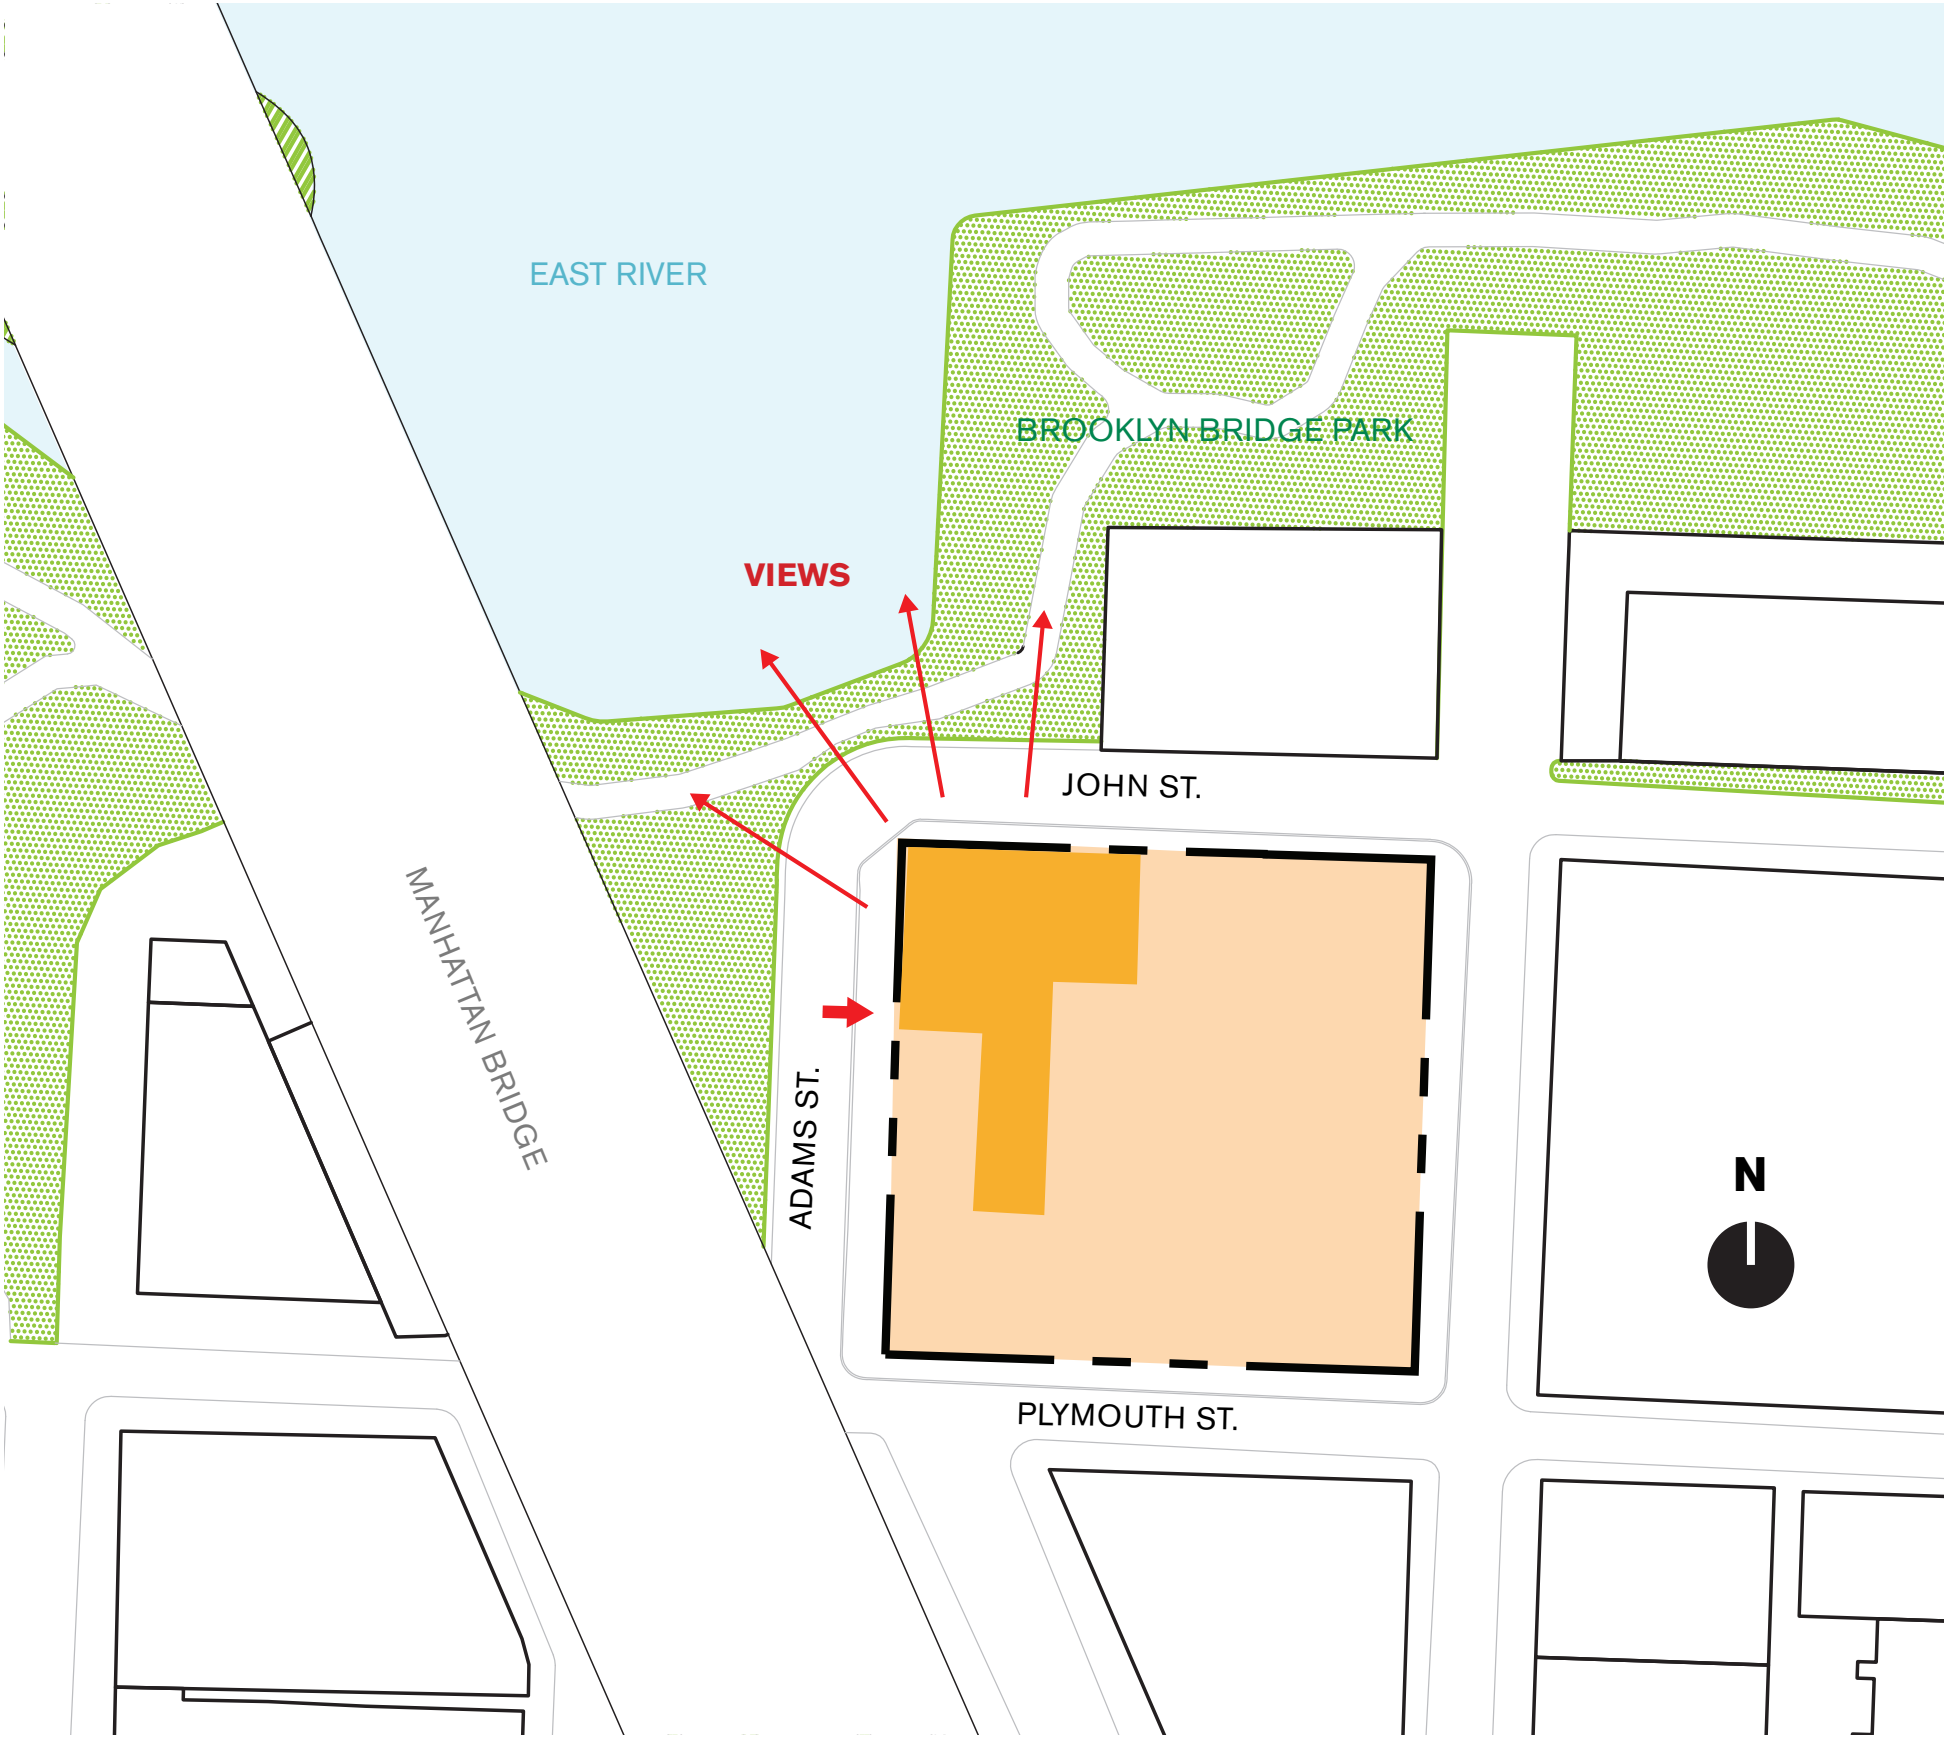 EAST RIVER
BROOKLYN BRIDGE PARK
VIEWS
JOHN ST.
MANHATTAN BRIDGE
ADAMS ST.
N
PLYMOUTH ST.